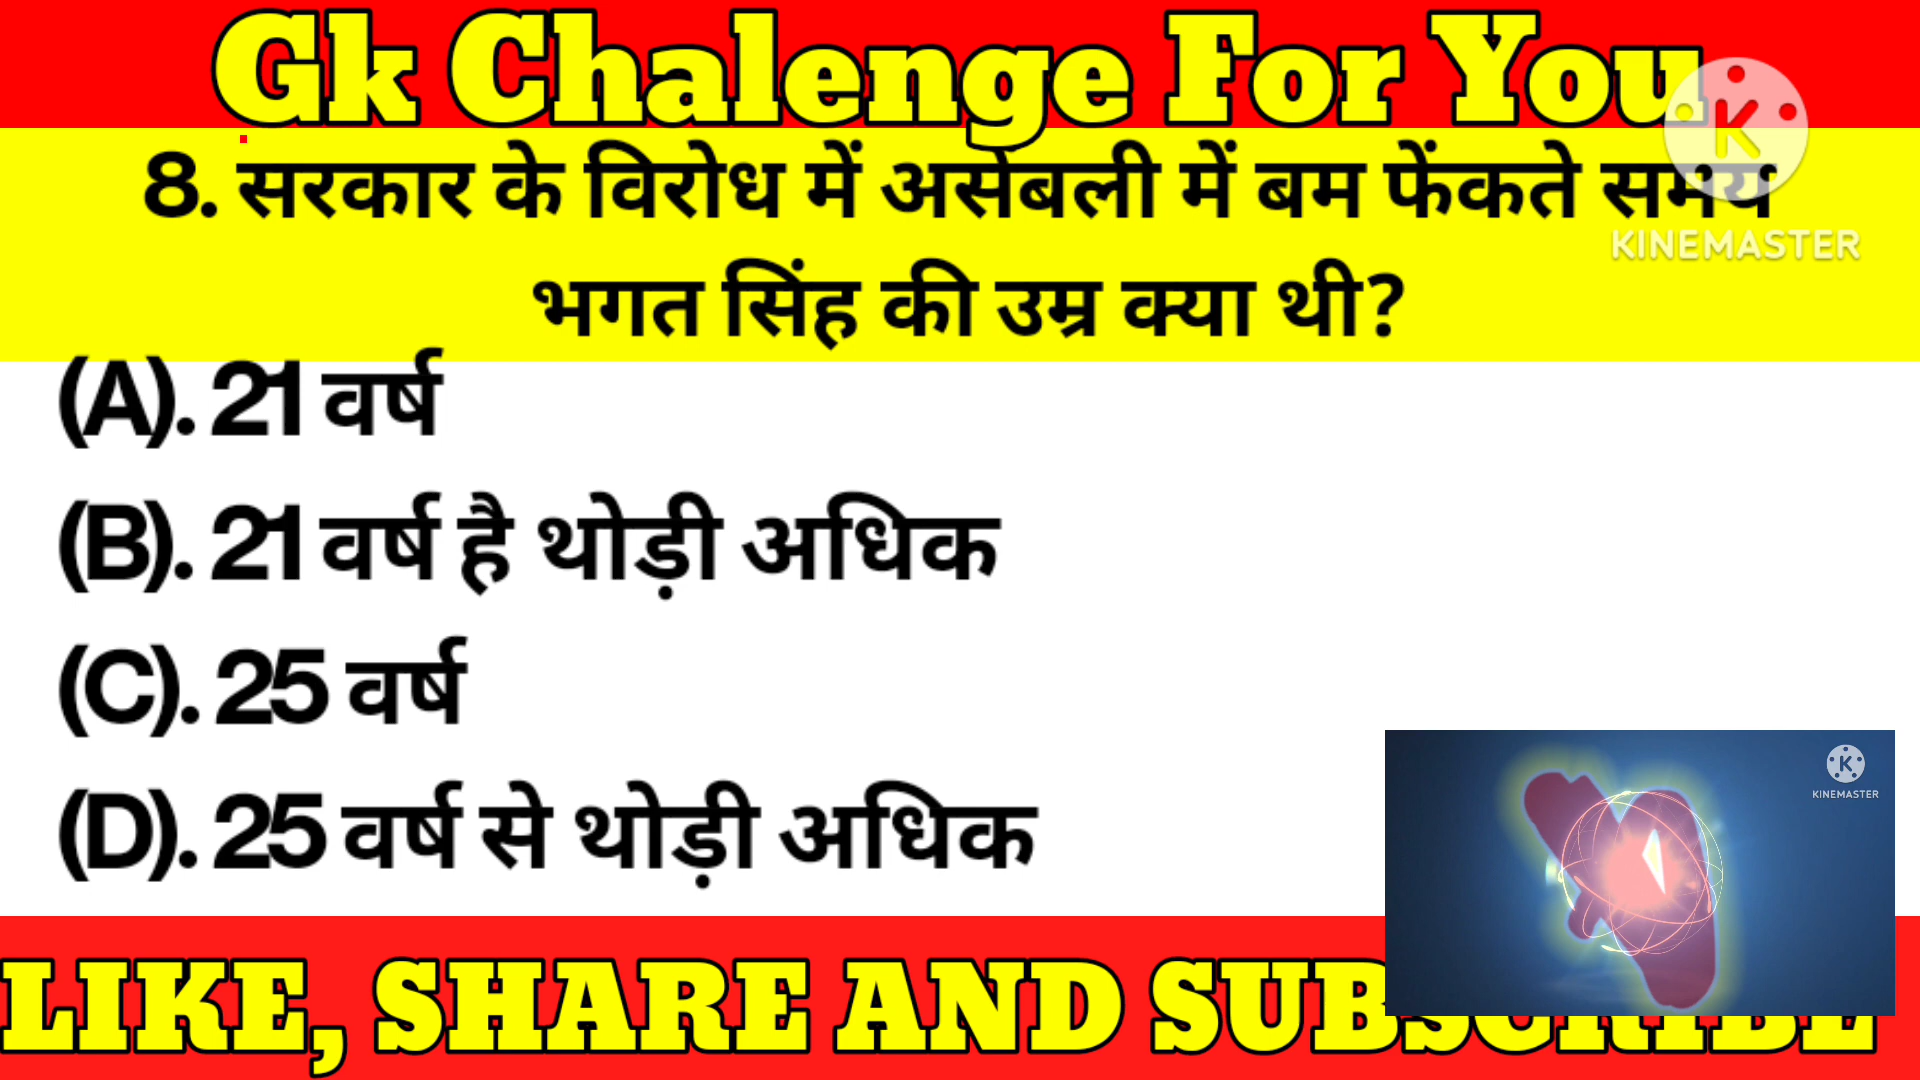 Gk Chalenge For You
8. सरकार के विरोध में असेंबली में बम फेंकते समय
भगत सिंह की उम्र क्या थी?
(A). 21 वर्ष
(B). 21 वर्ष है थोड़ी अधिक
(C). 25 वर्ष
(D). 25 वर्ष से थोड़ी अधिक
LIKE, SHARE AND SUBSCRIBE
K
KINEMASTER
K
KINEMASTER